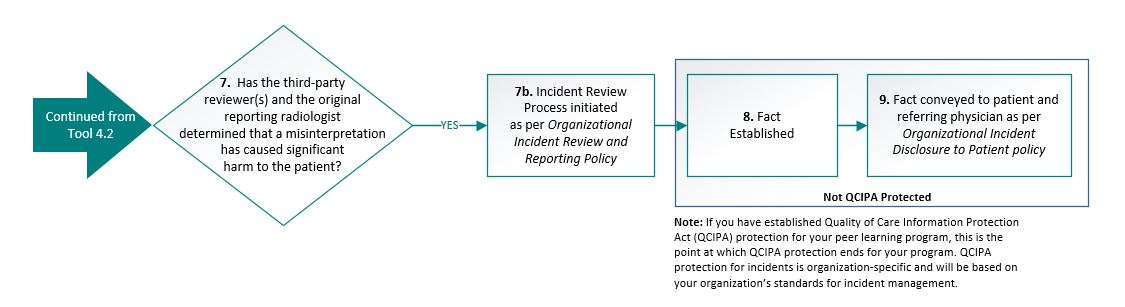 Continued from
Tool 4.2
7. Has the third-party
reviewer(s) and the original
reporting radiologist
determined that a misinterpretation
has caused significant
harm to the patient?
YES
7b. Incident Review
Process initiated
as per Organizational
Incident Review and
Reporting Policy
8. Fact
Established
9. Fact conveyed to patient and
referring physician as per
Organizational Incident
Disclosure to Patient policy
Not QCIPA Protected
Note: If you have established Quality of Care Information Protection
Act (QCIPA) protection for your peer learning program, this is the
point at which QCIPA protection ends for your program. QCIPA
protection for incidents is organization-specific and will be based on
your organization's standards for incident management.